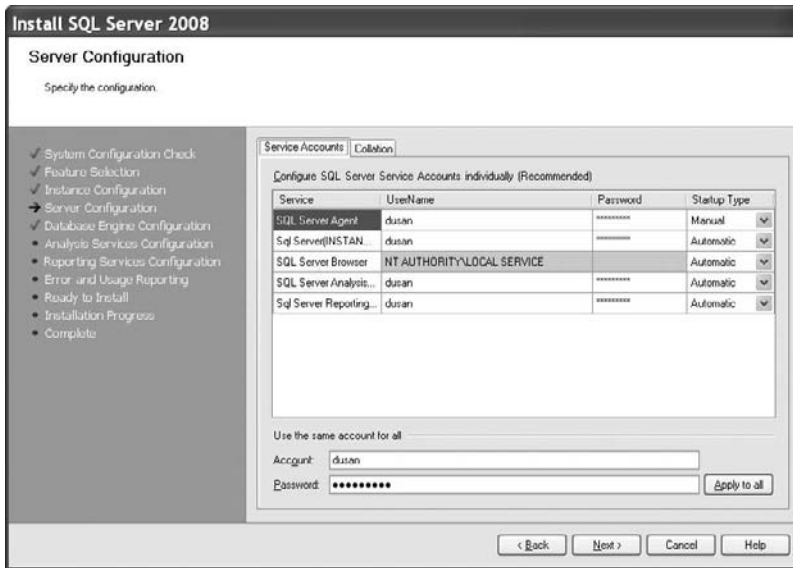 Install SQL Server 2008
Server Configuration
Specify the configuration.
System Configuration Check
Feature Selection
Instance Configuration
Server Configuration
Database Engine Configuration
Analysis Services Configuration
Reporting Services Configuration
Error and Usage Reporting
Ready to Install
Installation Progress
Complete
Service Accounts Collation
Configure SQL Server Service Accounts individually (Recommended)
Service UserName Password Startup Type
SQL Server Agent dusan ********* Manual
Sql Server(INSTAN... dusan ********* Automatic
SQL Server Browser NT AUTHORITY\LOCAL SERVICE Automatic
SQL Server Analysis... dusan ********* Automatic
Sql Server Reporting... dusan ********* Automatic
Use the same account for all
Account: dusan
Password: ●●●●●●●●●
Apply to all
< Back Next > Cancel Help